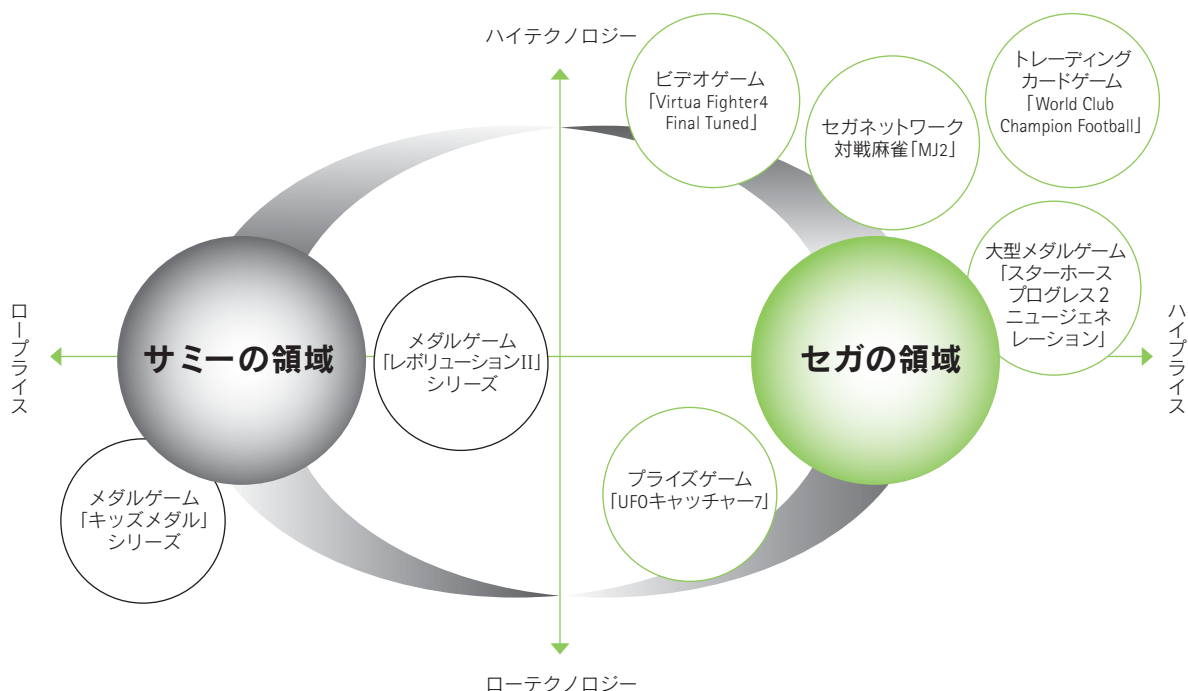 ハイテクノロジー
ビデオゲーム
「Virtua Fighter4
Final Tuned」
セガネットワーク
対戦麻雀「MJ2」
トレーディング
カードゲーム
「World Club
Champion Football」
大型メダルゲーム
「スターホース
プログレス2
ニュージェネ
レーション」
ロープライス
サミーの領域
メダルゲーム
「レボリューションII」
シリーズ
セガの領域
ハイプライス
メダルゲーム
「キッズメダル」
シリーズ
プライズゲーム
「UFOキャッチャー7」
ローテクノロジー